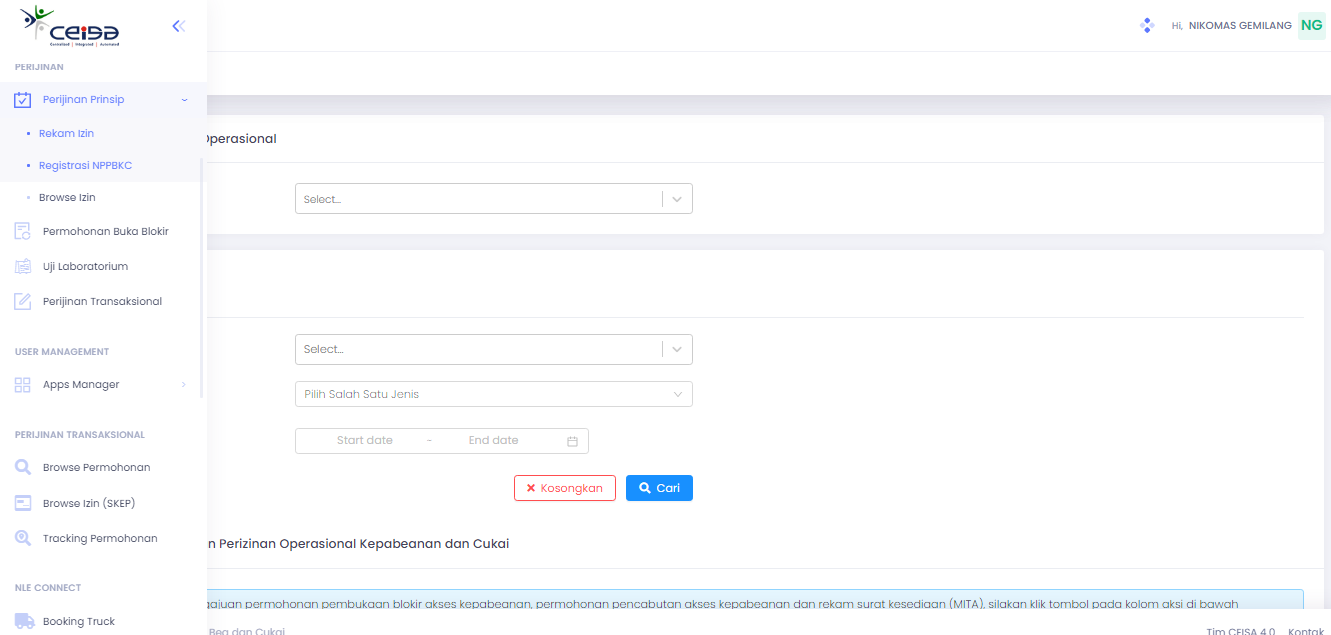 CEISA
Centralized | Integrated | Automated
Hi, NIKOMAS GEMILANG NG
PERIJINAN
Perijinan Prinsip
Rekam Izin
Registrasi NPPBKC
Browse Izin
Permohonan Buka Blokir
Uji Laboratorium
Perijinan Transaksional
USER MANAGEMENT
Apps Manager
PERIJINAN TRANSAKSIONAL
Browse Permohonan
Browse Izin (SKEP)
Tracking Permohonan
NLE CONNECT
Booking Truck
Operasional
Select...
Select...
Pilih Salah Satu Jenis
Start date - End date
Kosongkan Cari
n Perizinan Operasional Kepabeanan dan Cukai
gajuan permohonan pembukaan blokir akses kepabeanan, permohonan pencabutan akses kepabeanan dan rekam surat kesediaan (MITA), silakan klik tombol pada kolom aksi di bawah
Bea dan Cukai
Tim CEISA 4.0 Kontak